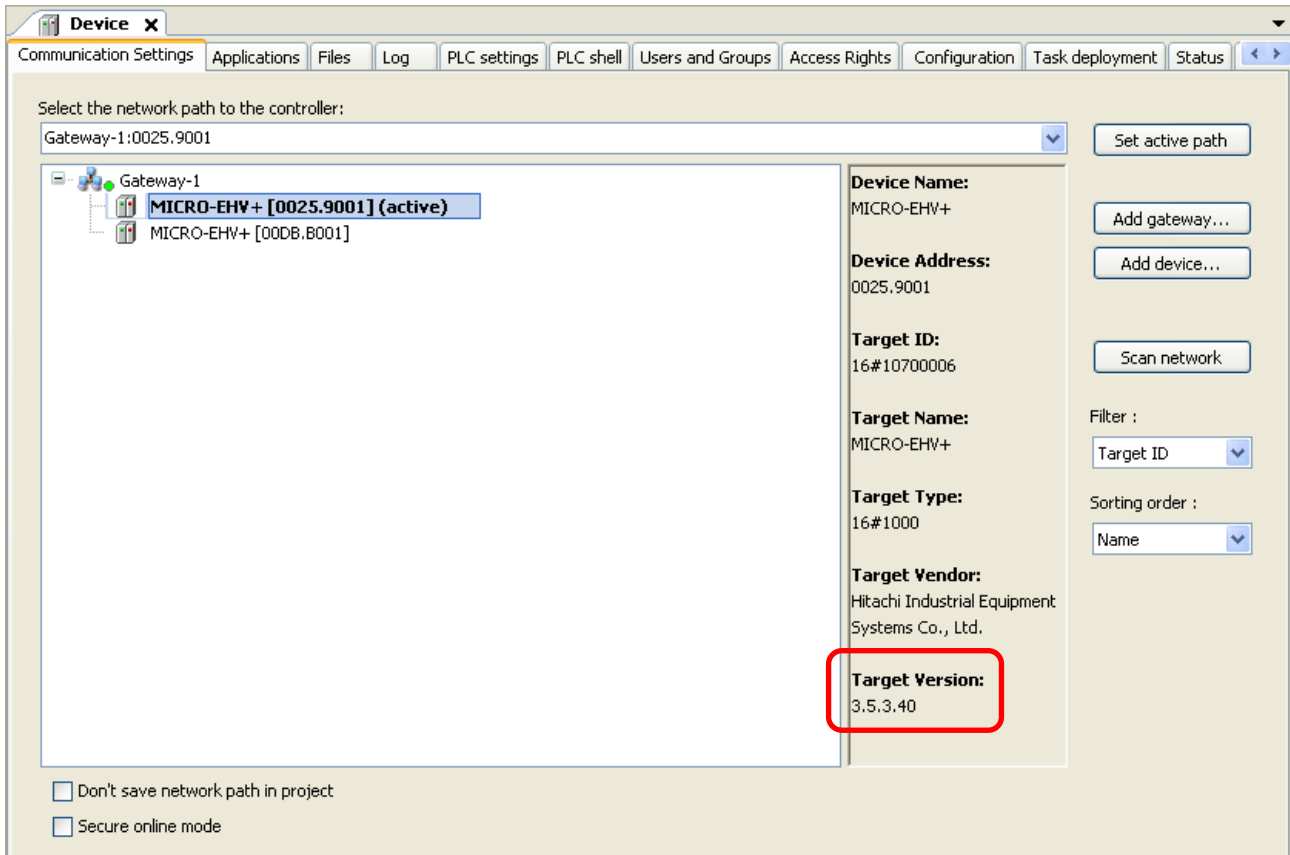 Device
Communication Settings Applications Files Log PLC settings PLC shell Users and Groups Access Rights Configuration Task deployment Status
Select the network path to the controller:
Gateway-1:0025.9001
Set active path
Gateway-1
MICRO-EHV+ [0025.9001] (active)
MICRO-EHV+ [00DB.B001]
Device Name:
MICRO-EHV+
Device Address:
0025.9001
Target ID:
16#10700006
Target Name:
MICRO-EHV+
Target Type:
16#1000
Target Vendor:
Hitachi Industrial Equipment
Systems Co., Ltd.
Target Version:
3.5.3.40
Add gateway...
Add device...
Scan network
Filter :
Target ID
Sorting order :
Name
Don't save network path in project
Secure online mode